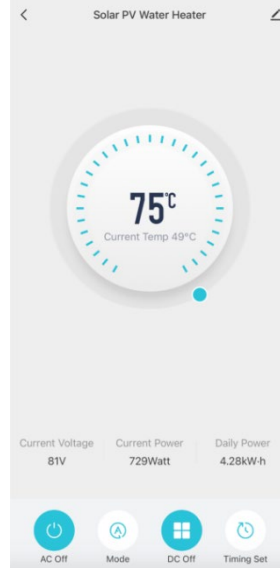 Solar PV Water Heater
75°C
Current Temp 49°C
Current Voltage Current Power Daily Power
81V 729Watt 4.28kW·h
AC Off Mode DC Off Timing Set